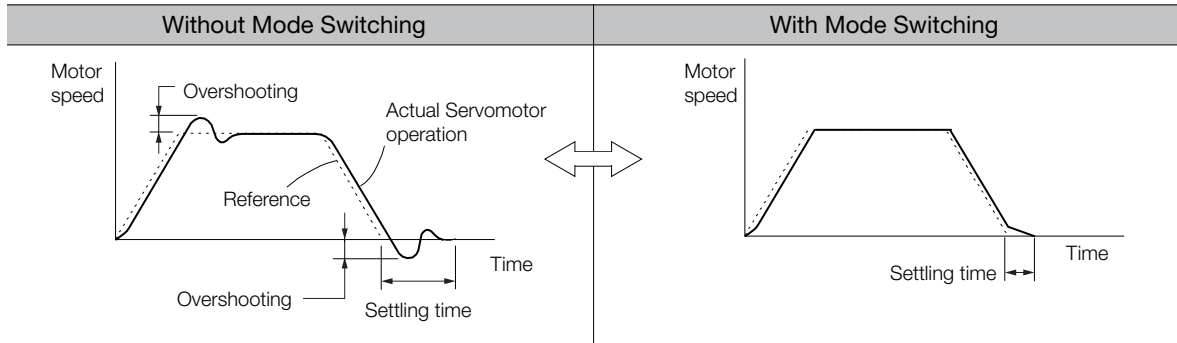 Without Mode Switching
With Mode Switching
Motor
speed
Overshooting
Actual Servomotor
operation
Reference
Time
Overshooting
Settling time
Motor
speed
Time
Settling time